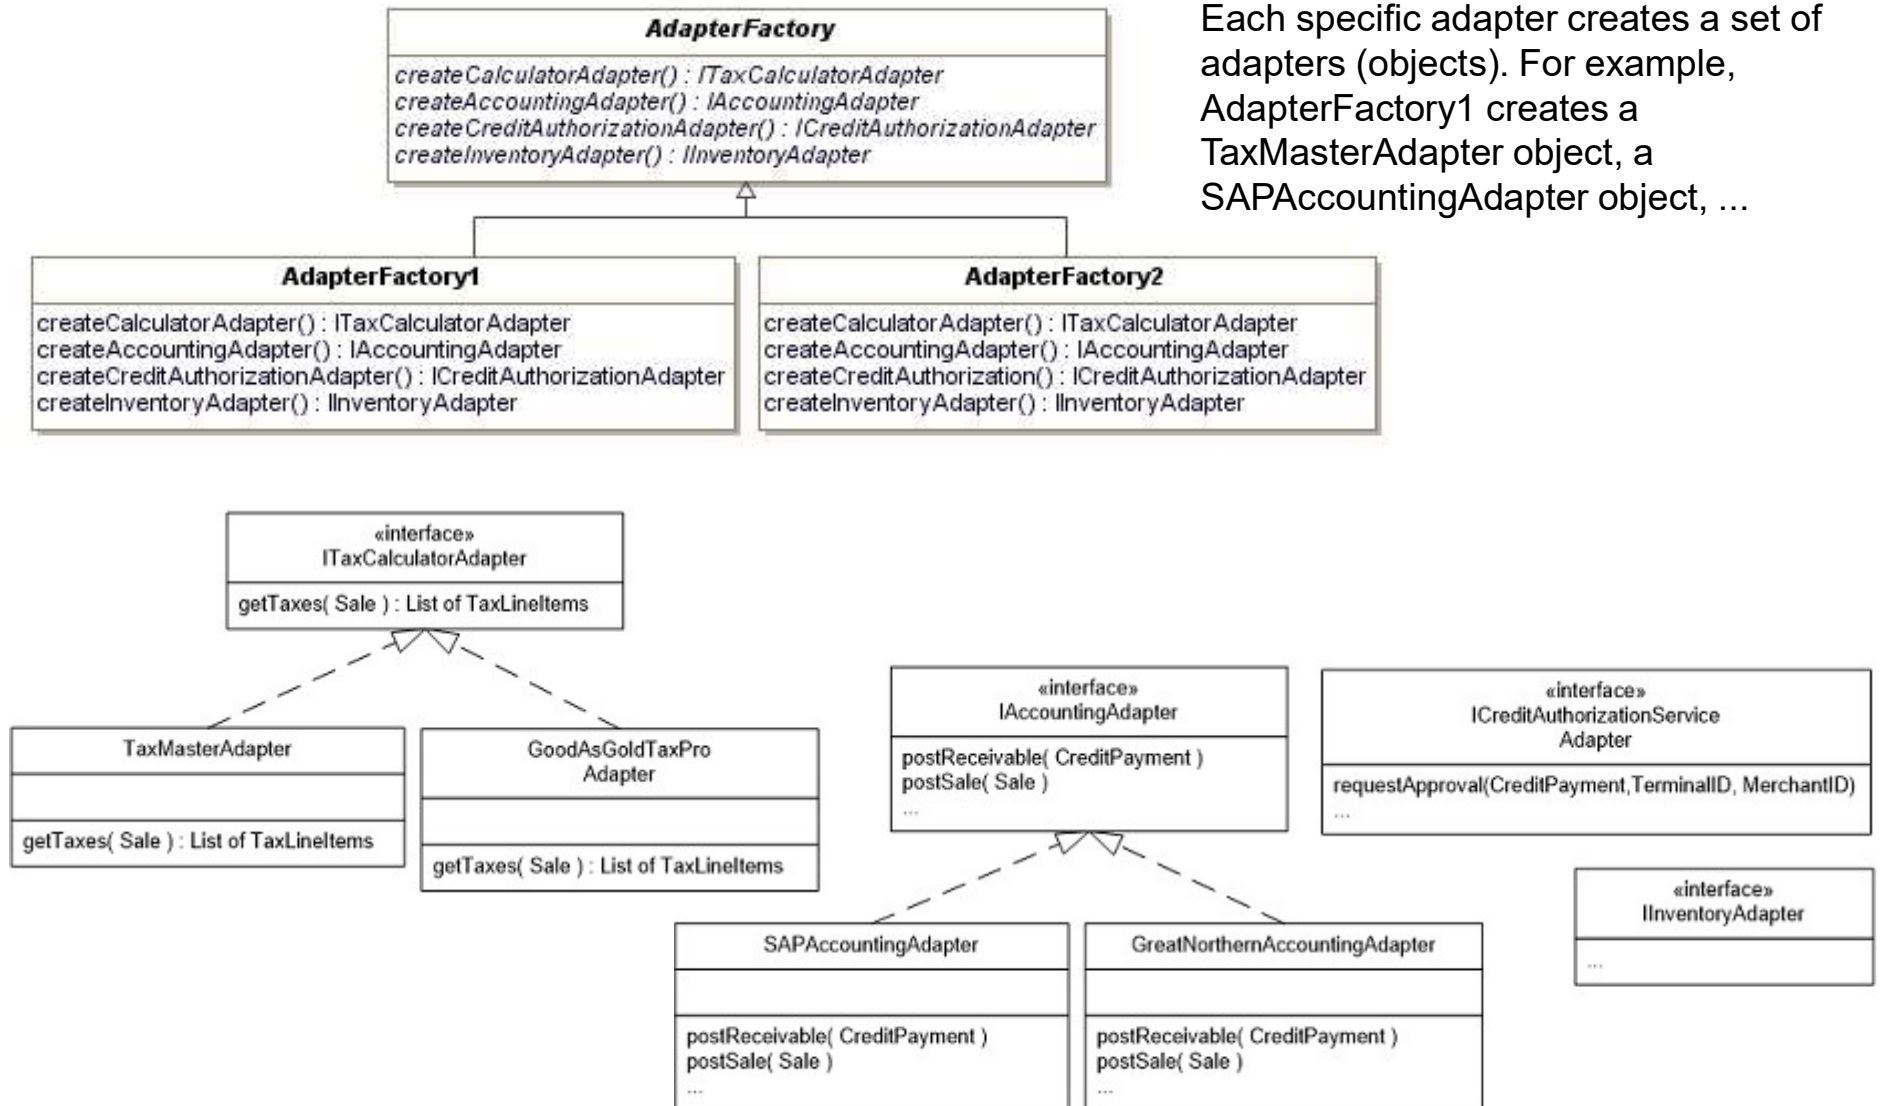 AdapterFactory
createCalculatorAdapter() : ITaxCalculatorAdapter
createAccountingAdapter() : IAccountingAdapter
createCreditAuthorizationAdapter() : ICreditAuthorizationAdapter
createInventoryAdapter() : IInventoryAdapter
Each specific adapter creates a set of
adapters (objects). For example,
AdapterFactory1 creates a
TaxMasterAdapter object, a
SAPAccountingAdapter object, ...
AdapterFactory1
createCalculatorAdapter() : ITaxCalculatorAdapter
createAccountingAdapter() : IAccountingAdapter
createCreditAuthorizationAdapter() : ICreditAuthorizationAdapter
createInventoryAdapter() : IInventoryAdapter
AdapterFactory2
createCalculatorAdapter() : ITaxCalculatorAdapter
createAccountingAdapter() : IAccountingAdapter
createCreditAuthorization() : ICreditAuthorizationAdapter
createInventoryAdapter() : IInventoryAdapter
«interface»
ITaxCalculatorAdapter
getTaxes( Sale ) : List of TaxLineItems
TaxMasterAdapter
getTaxes( Sale ) : List of TaxLineItems
GoodAsGoldTaxPro
Adapter
getTaxes( Sale ) : List of TaxLineItems
«interface»
IAccountingAdapter
postReceivable( CreditPayment )
postSale( Sale )
...
«interface»
ICreditAuthorizationService
Adapter
requestApproval(CreditPayment,TerminalID, MerchantID)
...
«interface»
IInventoryAdapter
...
SAPAccountingAdapter
postReceivable( CreditPayment )
postSale( Sale )
...
GreatNorthernAccountingAdapter
postReceivable( CreditPayment )
postSale( Sale )
...